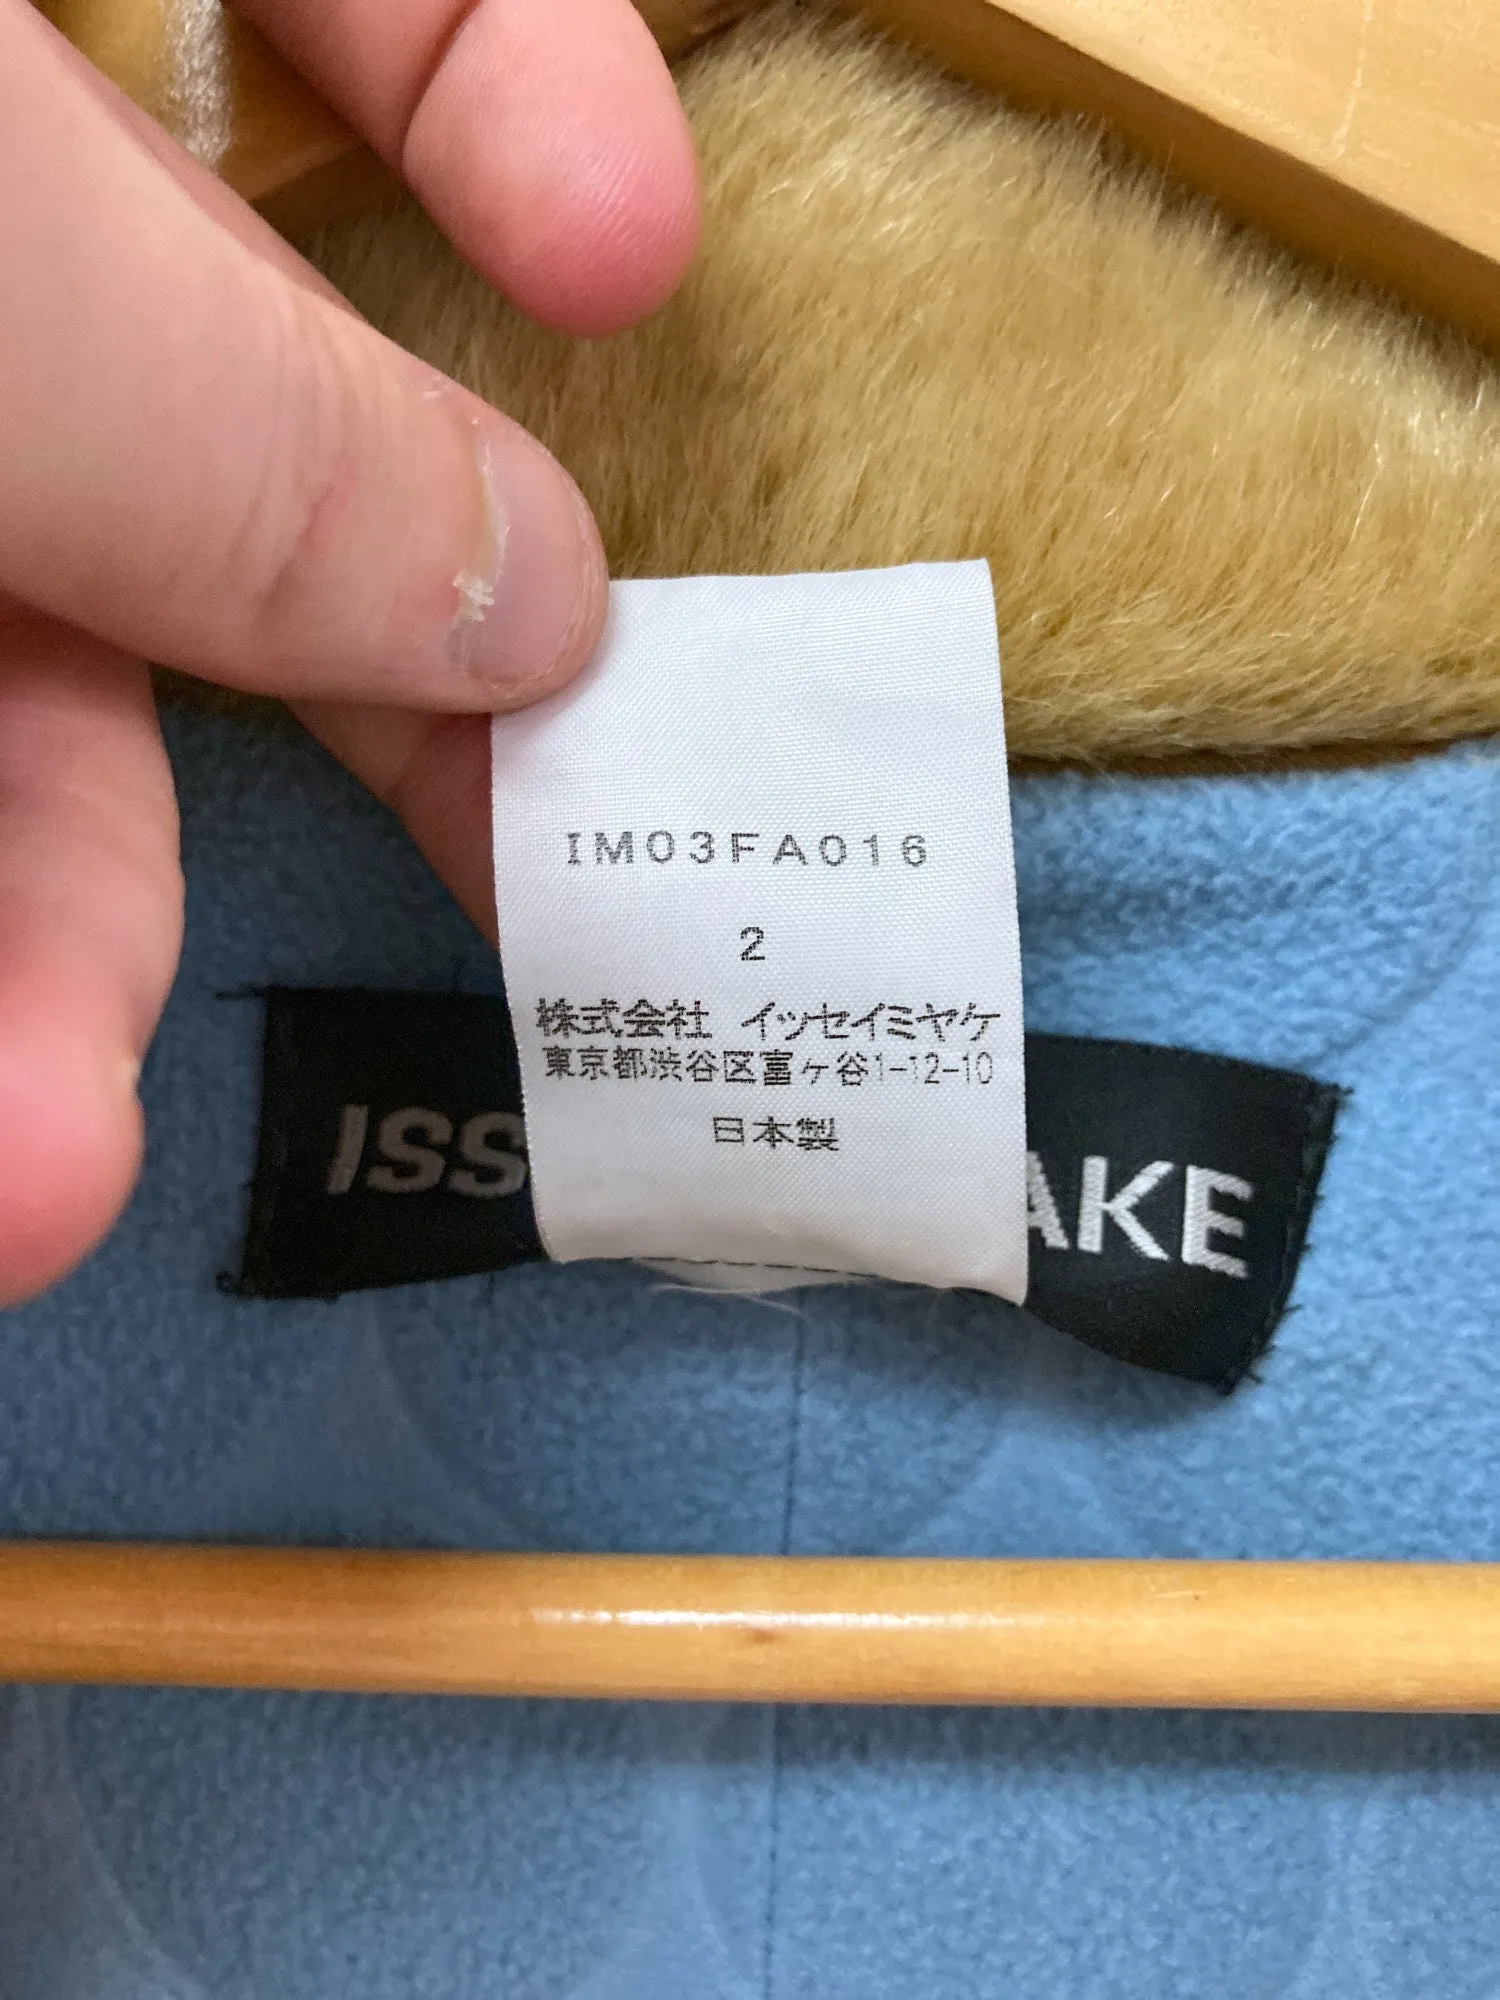 IM03FA016
2
株式会社 イッセイミヤケ
東京都渋谷区富ヶ谷1-12-10
日本製
ISS AKE